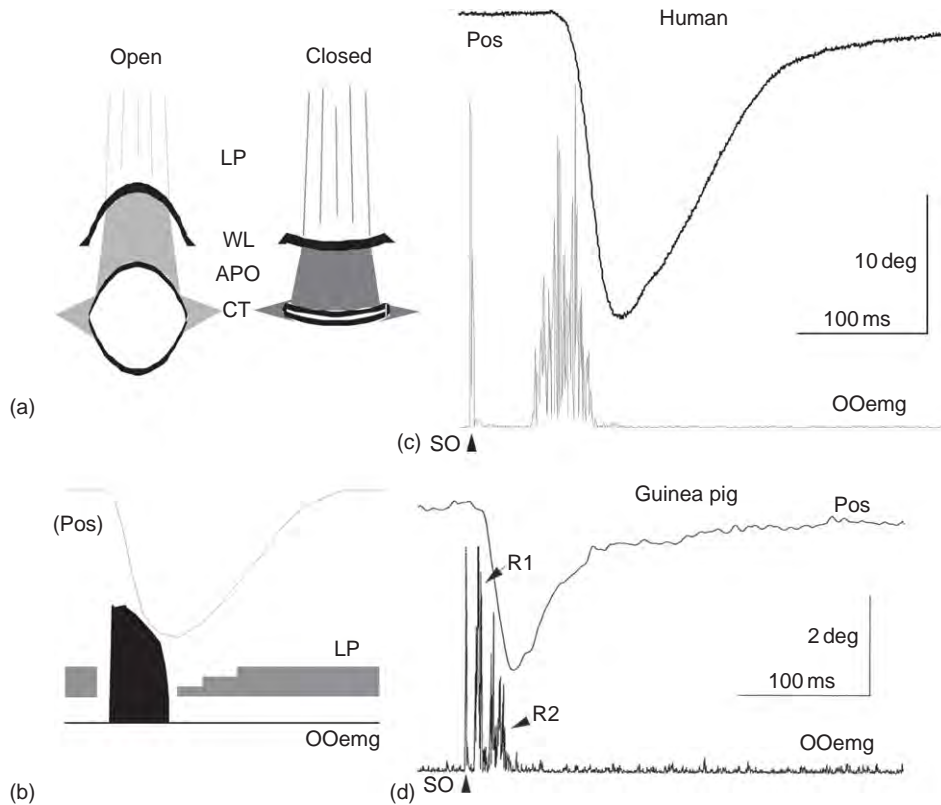 Open
Closed
LP
WL
APO
CT
(a)
Human
Pos
10 deg
100 ms
OOemg
SO
(c)
(Pos)
LP
OOemg
(b)
Guinea pig
Pos
R1
2 deg
100 ms
R2
OOemg
SO
(d)